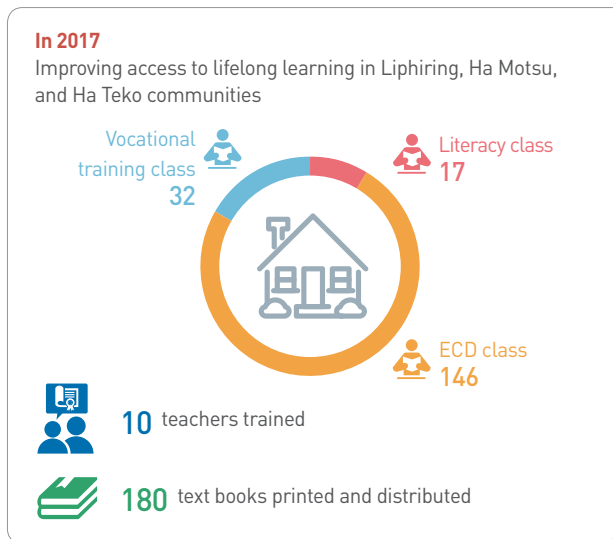 In 2017
Improving access to lifelong learning in Liphiring, Ha Motsu,
and Ha Teko communities
Vocational
training class
32
Literacy class
17
ECD class
146
10 teachers trained
180 text books printed and distributed